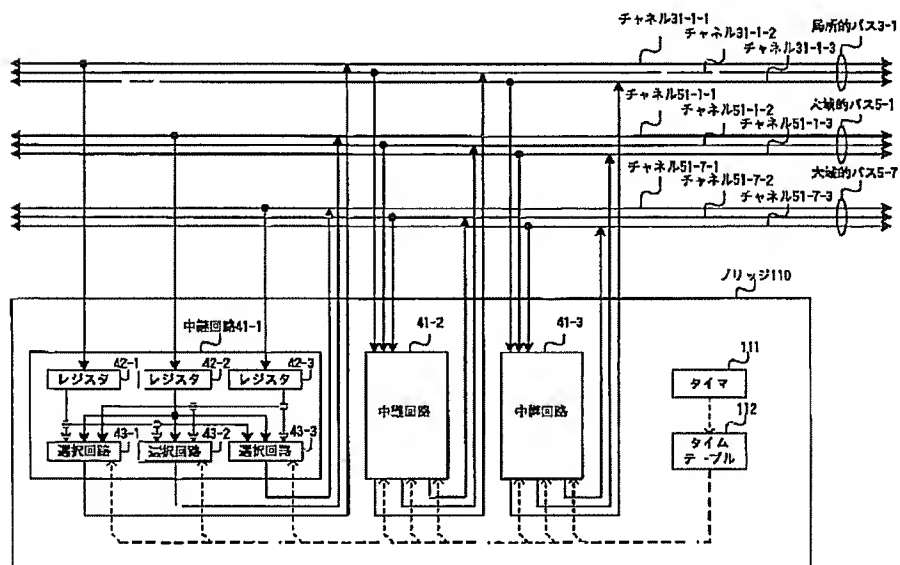 チャネル31-1-1
チャネル31-1-2
チャネル31-1-3
局所的バス3-1
チャネル51-1-1
チャネル51-1-2
チャネル51-1-3
大域的バス5-1
チャネル51-7-1
チャネル51-7-2
チャネル51-7-3
大域的バス5-7
ブリッジ110
中継回路41-1
41-2
41-3
42-1
42-2
42-3
レジスタ
レジスタ
レジスタ
111
タイマ
中継回路
中継回路
112
タイム
テーブル
43-1
43-2
43-3
選択回路
選択回路
選択回路